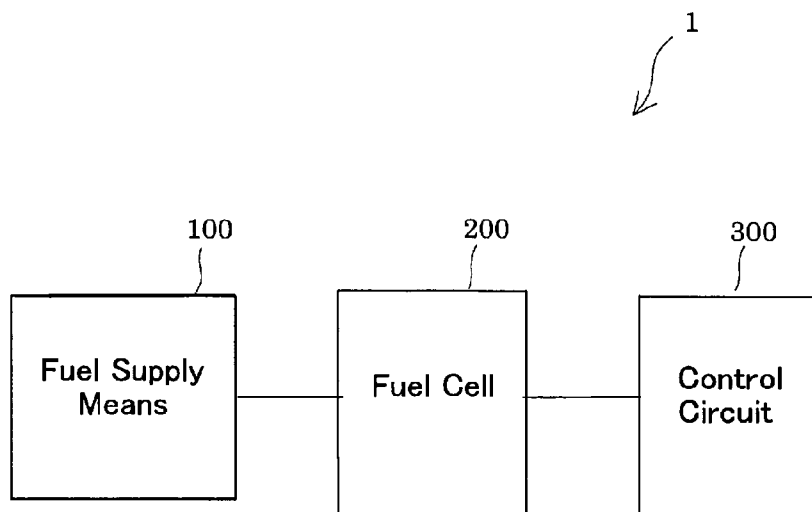 1
100
200
300
Fuel Supply
Means
Fuel Cell
Control
Circuit